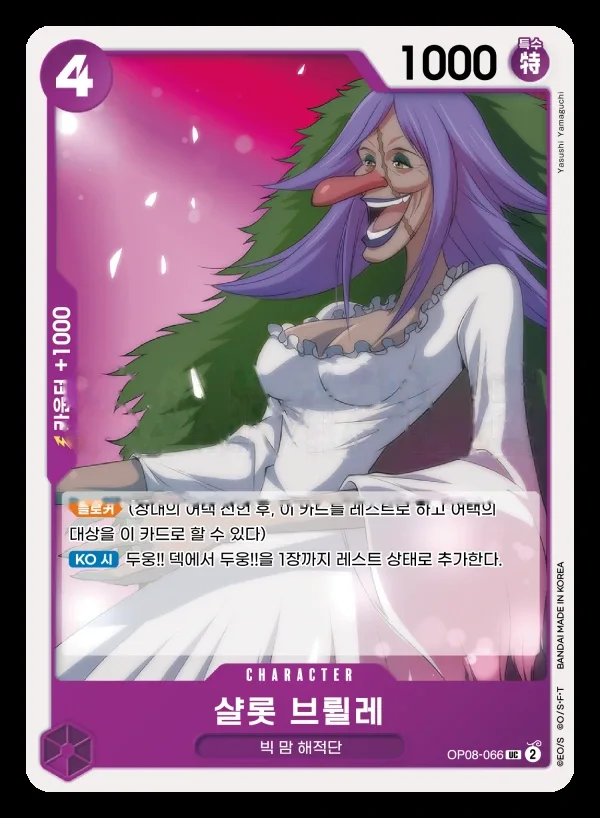 4
1000
특수
特
Yasushi Yamaguchi
카운터 +1000
블로커 (상대의 어택 선언 후, 이 카드를 레스트로 하고 어택의
대상을 이 카드로 할 수 있다)
KO 시 두웅!! 덱에서 두웅!!을 1장까지 레스트 상태로 추가한다.
CHARACTER
샬롯 브륄레
빅 맘 해적단
OP08-066 UC 2
©EO/S ©O/S·F·T BANDAI MADE IN KOREA